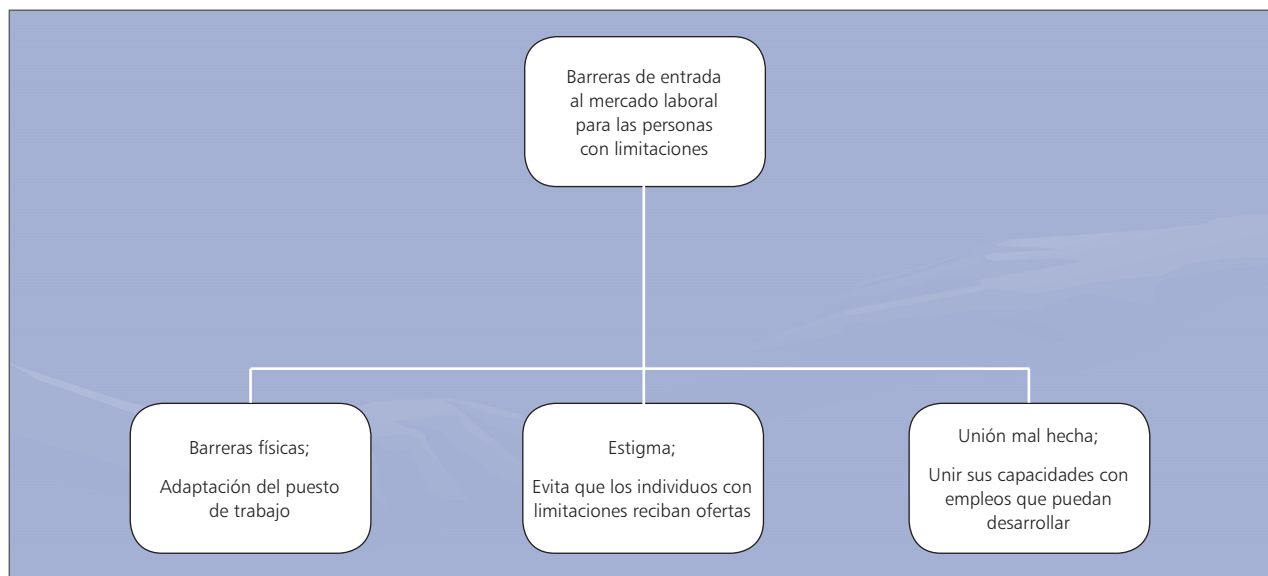 Barreras de entrada
al mercado laboral
para las personas
con limitaciones
Barreras físicas;
Adaptación del puesto
de trabajo
Estigma;
Evita que los individuos con
limitaciones reciban ofertas
Unión mal hecha;
Unir sus capacidades con
empleos que puedan
desarrollar